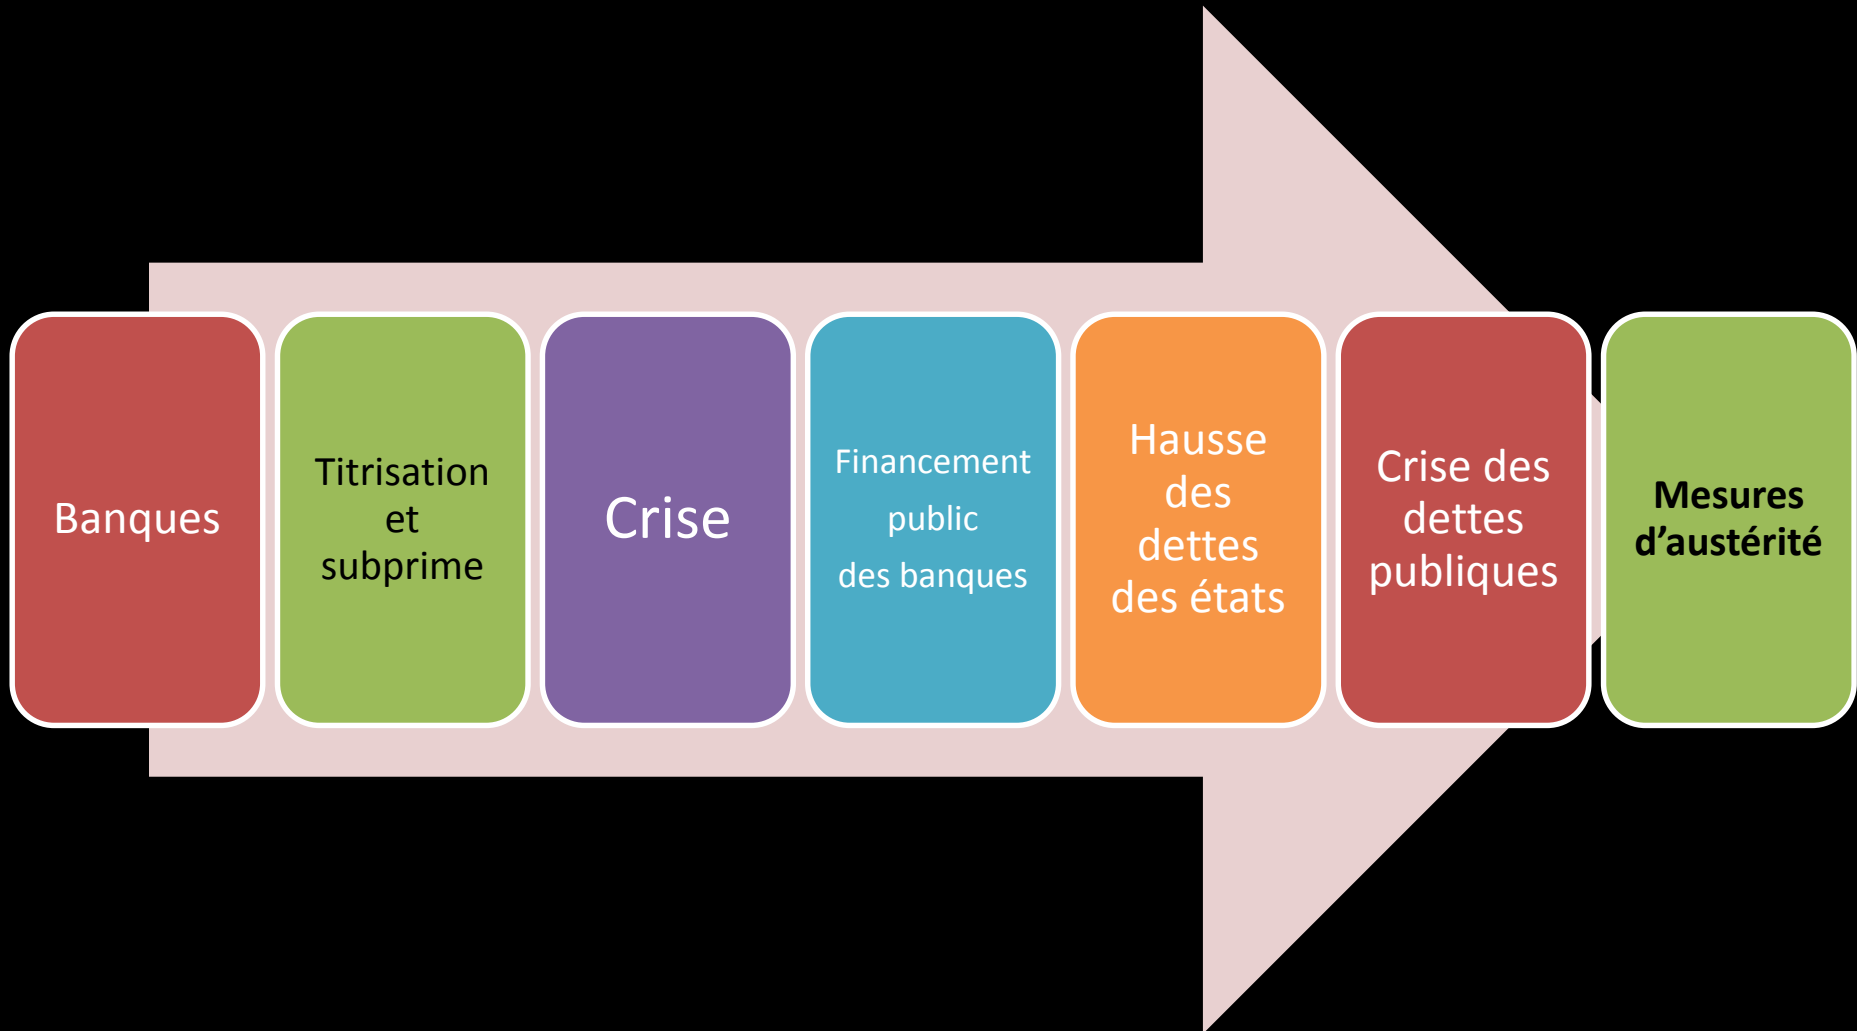 Banques
Titrisation
et
subprime
Crise
Financement
public
des banques
Hausse
des
dettes
des états
Crise des
dettes
publiques
Mesures
d’austérité